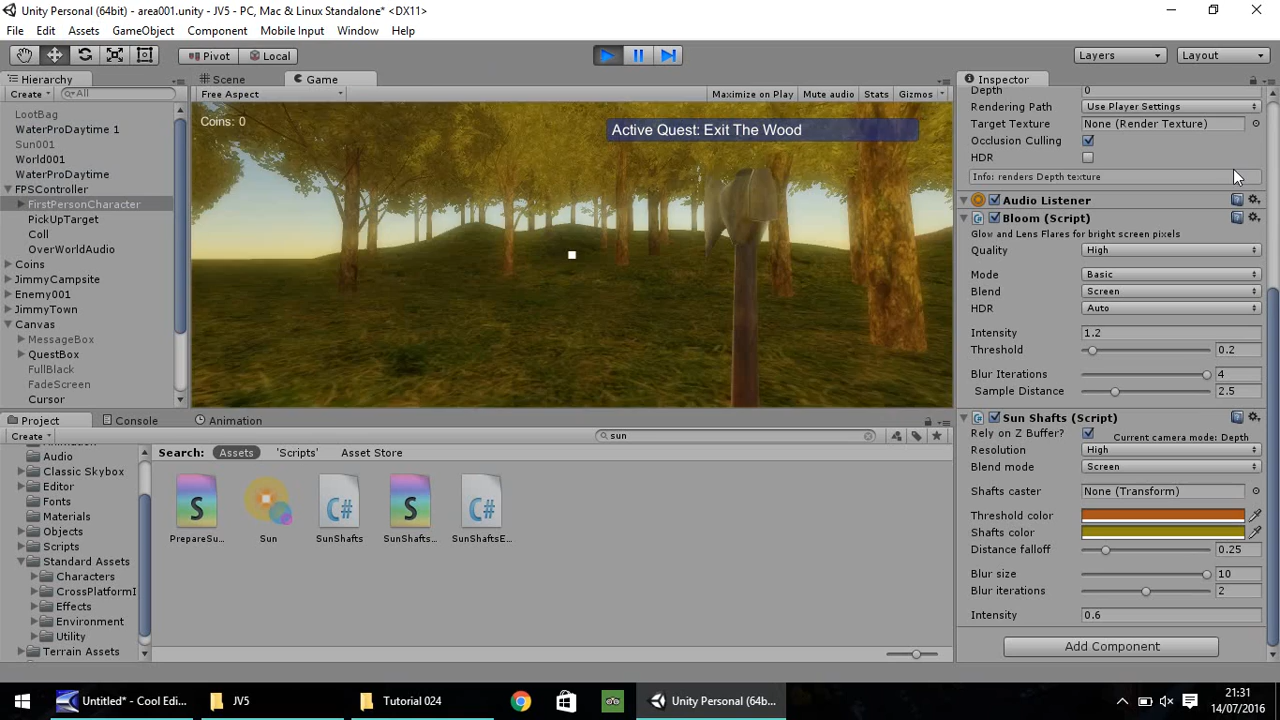 Unity Personal (64bit) - area001.unity - JV5 - PC, Mac & Linux Standalone* <DX11>
File Edit Assets GameObject Component Mobile Input Window Help
Pivot Local Layers Layout
Hierarchy Scene Game Inspector
Create All Free Aspect Maximize on Play Mute audio Stats Gizmos
LootBag
WaterProDaytime 1
Sun001
World001
WaterProDaytime
FPSController
FirstPersonCharacter
PickUpTarget
Coll
OverWorldAudio
Coins
JimmyCampsite
Enemy001
JimmyTown
Canvas
MessageBox
QuestBox
FullBlack
FadeScreen
Cursor
Coins: 0
Active Quest: Exit The Wood
Depth 0
Rendering Path Use Player Settings
Target Texture None (Render Texture)
Occlusion Culling
HDR
Info: renders Depth texture
Audio Listener
Bloom (Script)
Glow and Lens Flares for bright screen pixels
Quality High
Mode Basic
Blend Screen
HDR Auto
Intensity 1.2
Threshold 0.2
Blur Iterations 4
Sample Distance 2.5
Sun Shafts (Script)
Rely on Z Buffer? Current camera mode: Depth
Resolution High
Blend mode Screen
Shafts caster None (Transform)
Threshold color
Shafts color
Distance falloff 0.25
Blur size 10
Blur iterations 2
Intensity 0.6
Add Component
Project Console Animation
Create sun
Search: Assets 'Scripts' Asset Store
Audio
Classic Skybox
Editor
Fonts
Materials
Objects
Scripts
Standard Assets
Characters
CrossPlatformI
Effects
Environment
Utility
Terrain Assets
PrepareSu... Sun SunShafts SunShafts... SunShaftsE...
Untitled* - Cool Edi... JV5 Tutorial 024 Unity Personal (64b...
21:31
14/07/2016